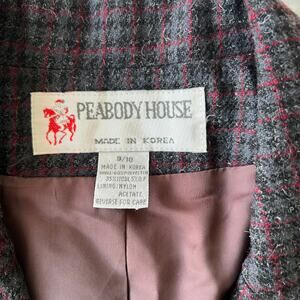 PEABODY HOUSE
MADE IN KOREA
9/10
MADE IN KOREA
LINING:NYLON
ACETATE
REVERSE FOR CARE